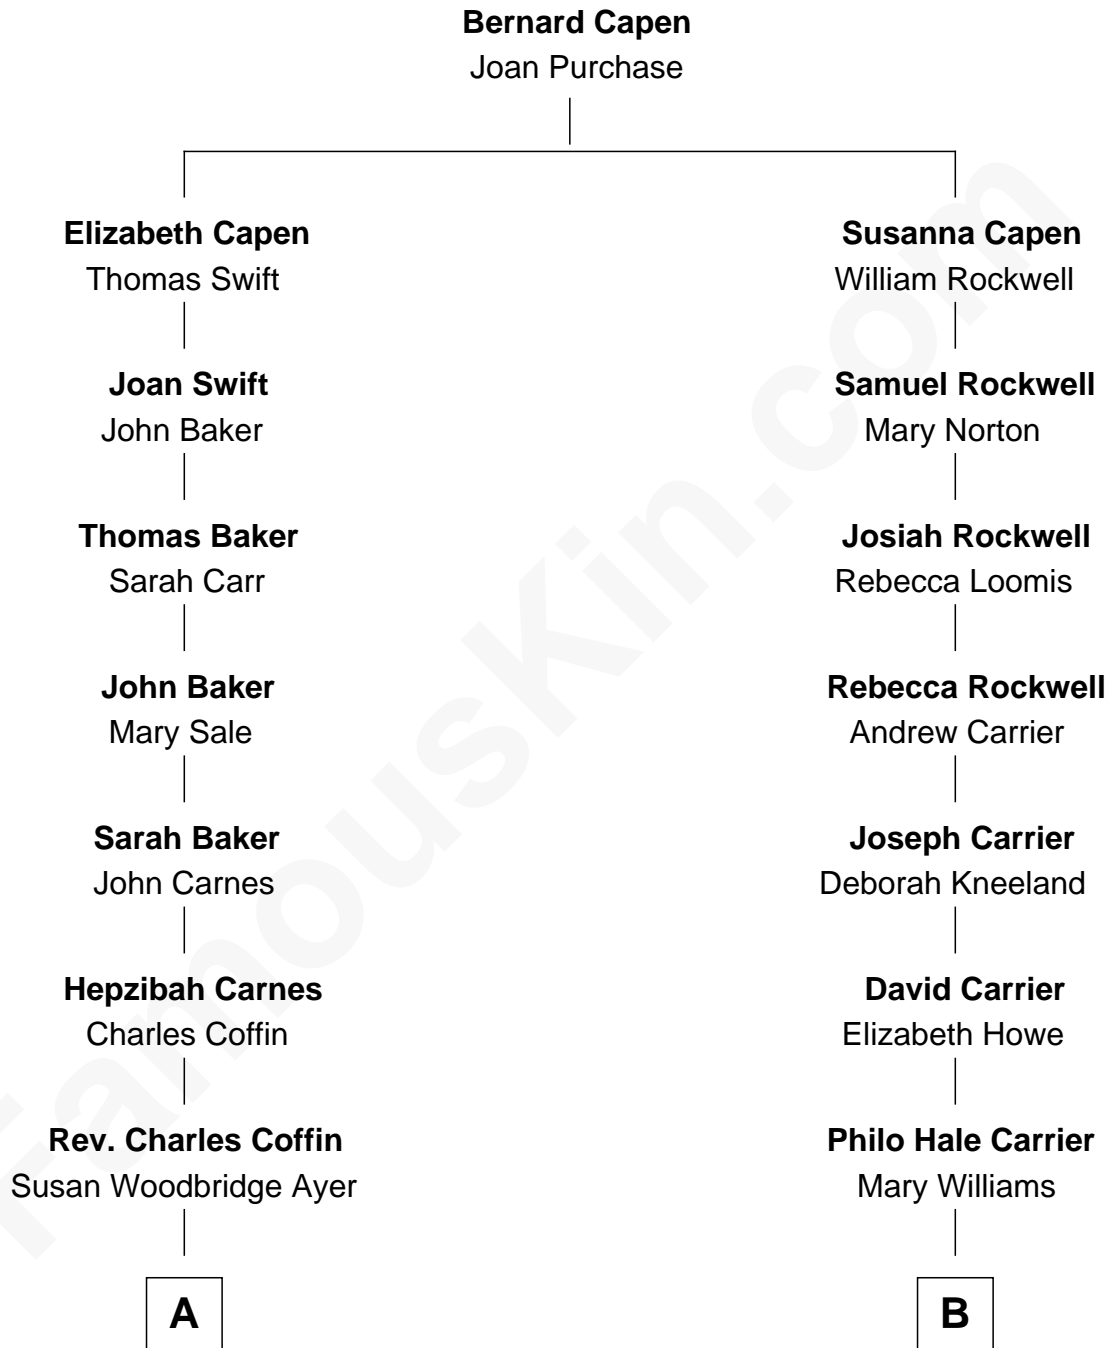 Bernard Capen
Joan Purchase
Elizabeth Capen
Thomas Swift
Susanna Capen
William Rockwell
Joan Swift
John Baker
Samuel Rockwell
Mary Norton
Thomas Baker
Sarah Carr
Josiah Rockwell
Rebecca Loomis
John Baker
Mary Sale
Rebecca Rockwell
Andrew Carrier
Sarah Baker
John Carnes
Joseph Carrier
Deborah Kneeland
Hepzibah Carnes
Charles Coffin
David Carrier
Elizabeth Howe
Rev. Charles Coffin
Susan Woodbridge Ayer
Philo Hale Carrier
Mary Williams
A
B
FamousKin.com